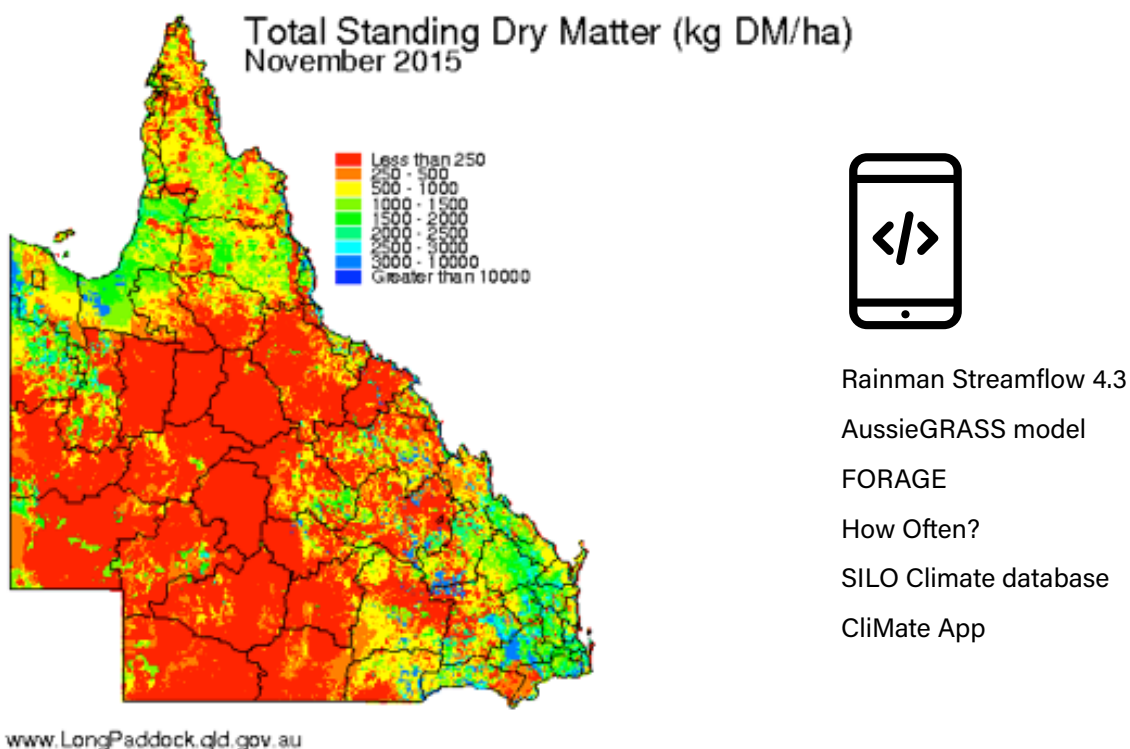 Total Standing Dry Matter (kg DM/ha)
November 2015
Less than 250
250 - 500
500 - 1000
1000 - 1500
1500 - 2000
2000 - 2500
2500 - 3000
3000 - 10000
Greater than 10000
</>
Rainman Streamflow 4.3
AussieGRASS model
FORAGE
How Often?
SILO Climate database
CliMate App
www.LongPaddock.qld.gov.au